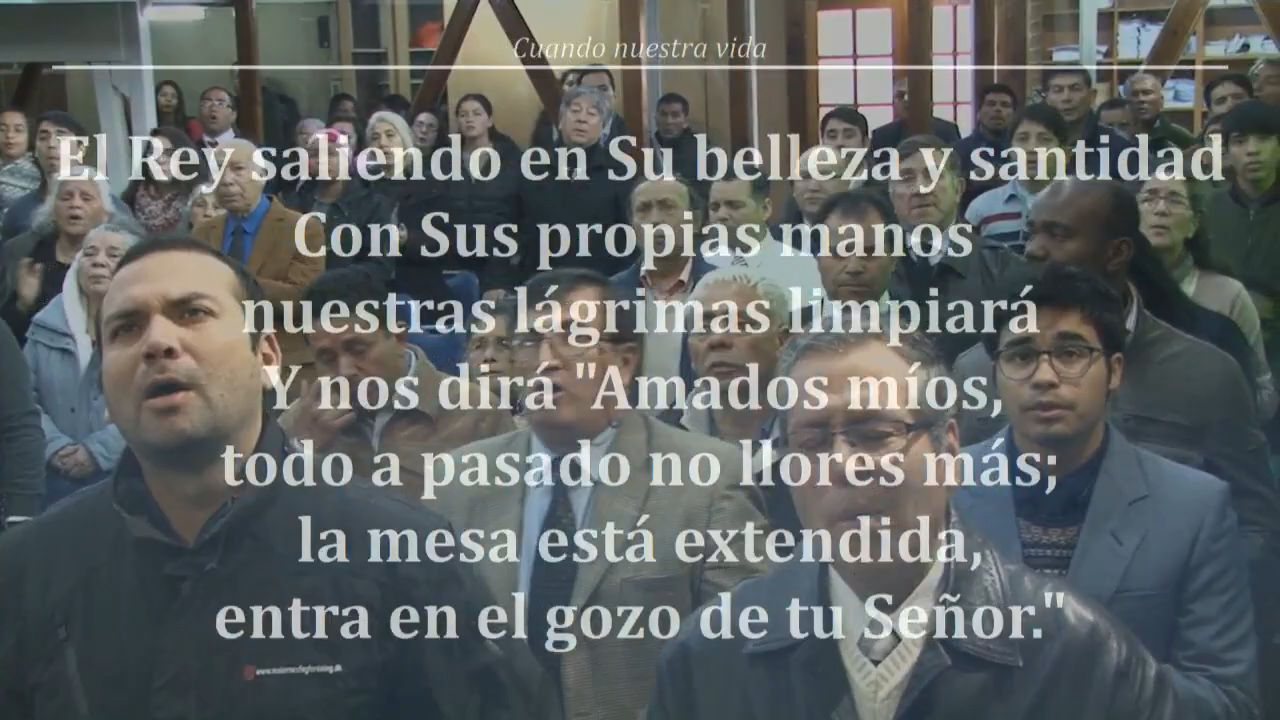 Cuando nuestra vida
El Rey saliendo en Su belleza y santidad
Con Sus propias manos
nuestras lágrimas limpiará
Y nos dirá "Amados míos,
todo a pasado no llores más;
la mesa está extendida,
entra en el gozo de tu Señor."